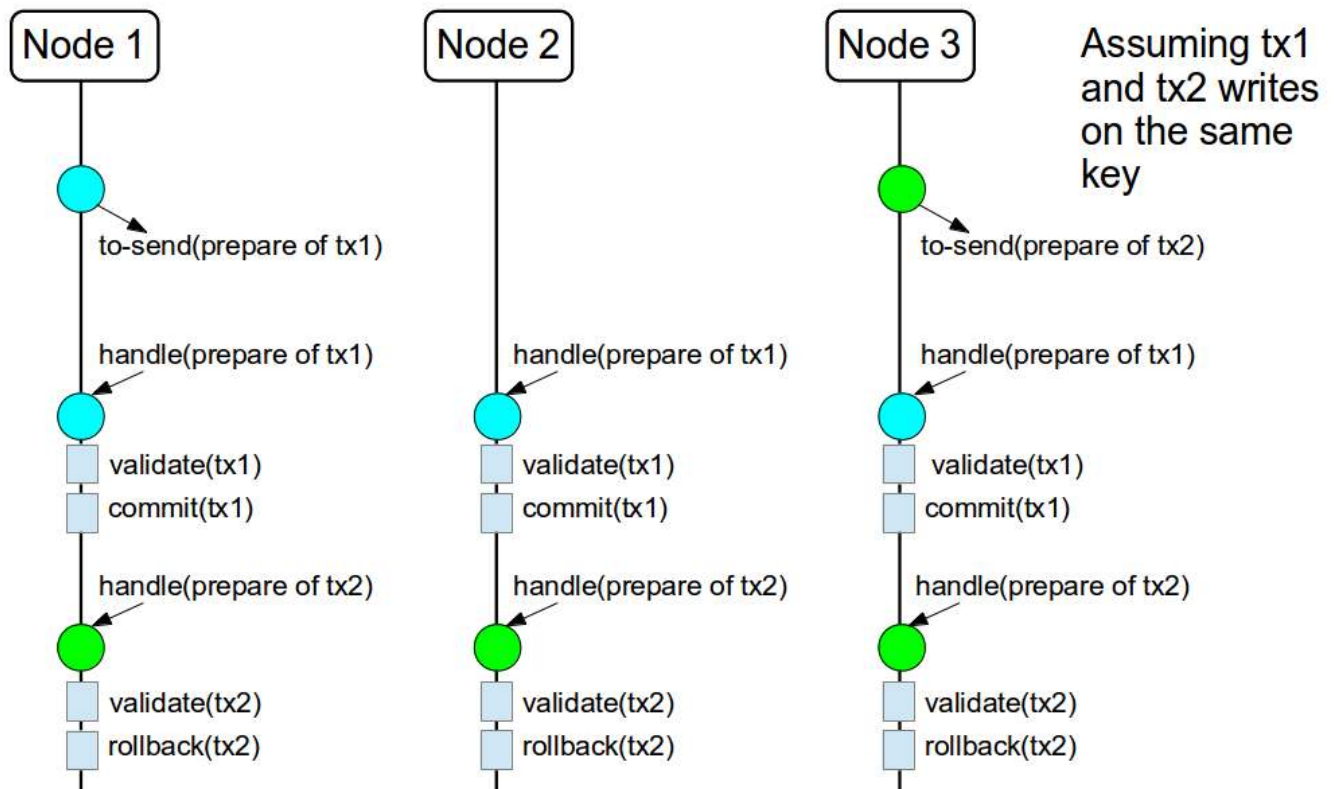 Node 1
Node 2
Node 3
Assuming tx1
and tx2 writes
on the same
key
to-send(prepare of tx1)
to-send(prepare of tx2)
handle(prepare of tx1)
handle(prepare of tx1)
handle(prepare of tx1)
validate(tx1)
validate(tx1)
validate(tx1)
commit(tx1)
commit(tx1)
commit(tx1)
handle(prepare of tx2)
handle(prepare of tx2)
handle(prepare of tx2)
validate(tx2)
validate(tx2)
validate(tx2)
rollback(tx2)
rollback(tx2)
rollback(tx2)